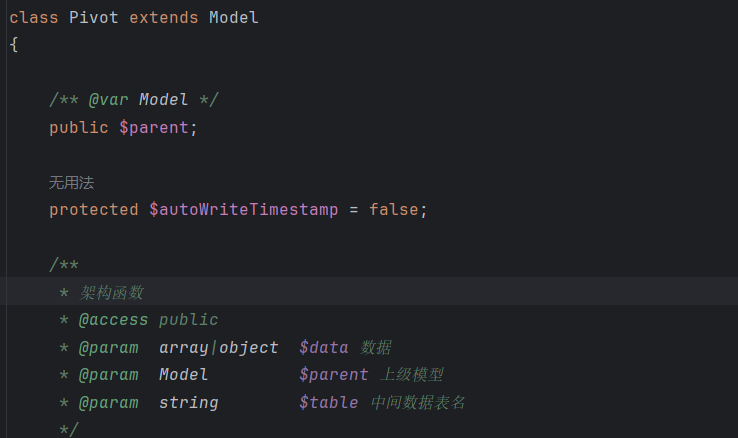 class Pivot extends Model
{
/** @var Model */
public $parent;
无用法
protected $autoWriteTimestamp = false;
/**
* 架构函数
* @access public
* @param  array|object  $data 数据
* @param  Model         $parent 上级模型
* @param  string        $table 中间数据表名
*/